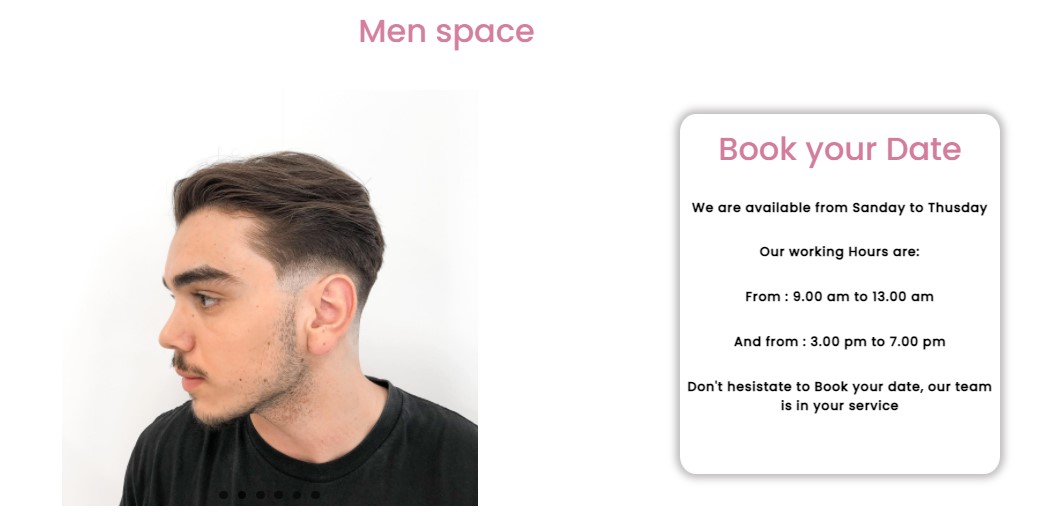 Men space
Book your Date
We are available from Sanday to Thusday
Our working Hours are:
From : 9.00 am to 13.00 am
And from : 3.00 pm to 7.00 pm
Don't hesistate to Book your date, our team
is in your service